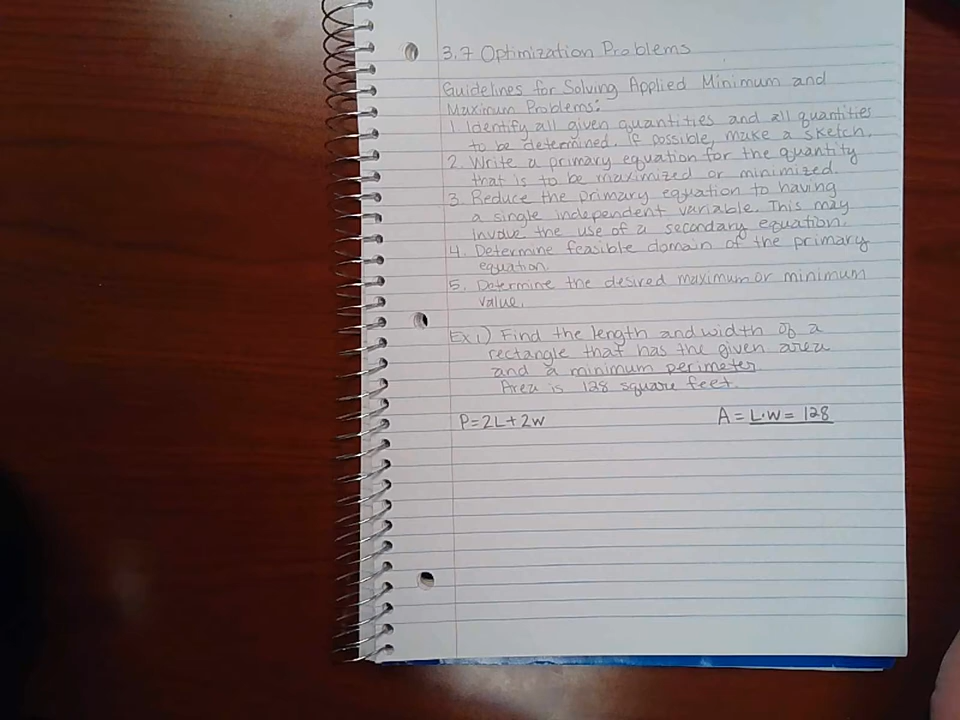 3.7 Optimization Problems
Guidelines for Solving Applied Minimum and
Maximum Problems:
1. Identify all given quantities and all quantities
to be determined. If possible, make a sketch.
2. Write a primary equation for the quantity
that is to be maximized or minimized.
3. Reduce the primary equation to having
a single independent variable. This may
involve the use of a secondary equation.
4. Determine feasible domain of the primary
equation.
5. Determine the desired maximum or minimum
value.
Ex 1) Find the length and width of a
rectangle that has the given area
and a minimum perimeter.
Area is 128 square feet.
P = 2L + 2W A = L·W = 128